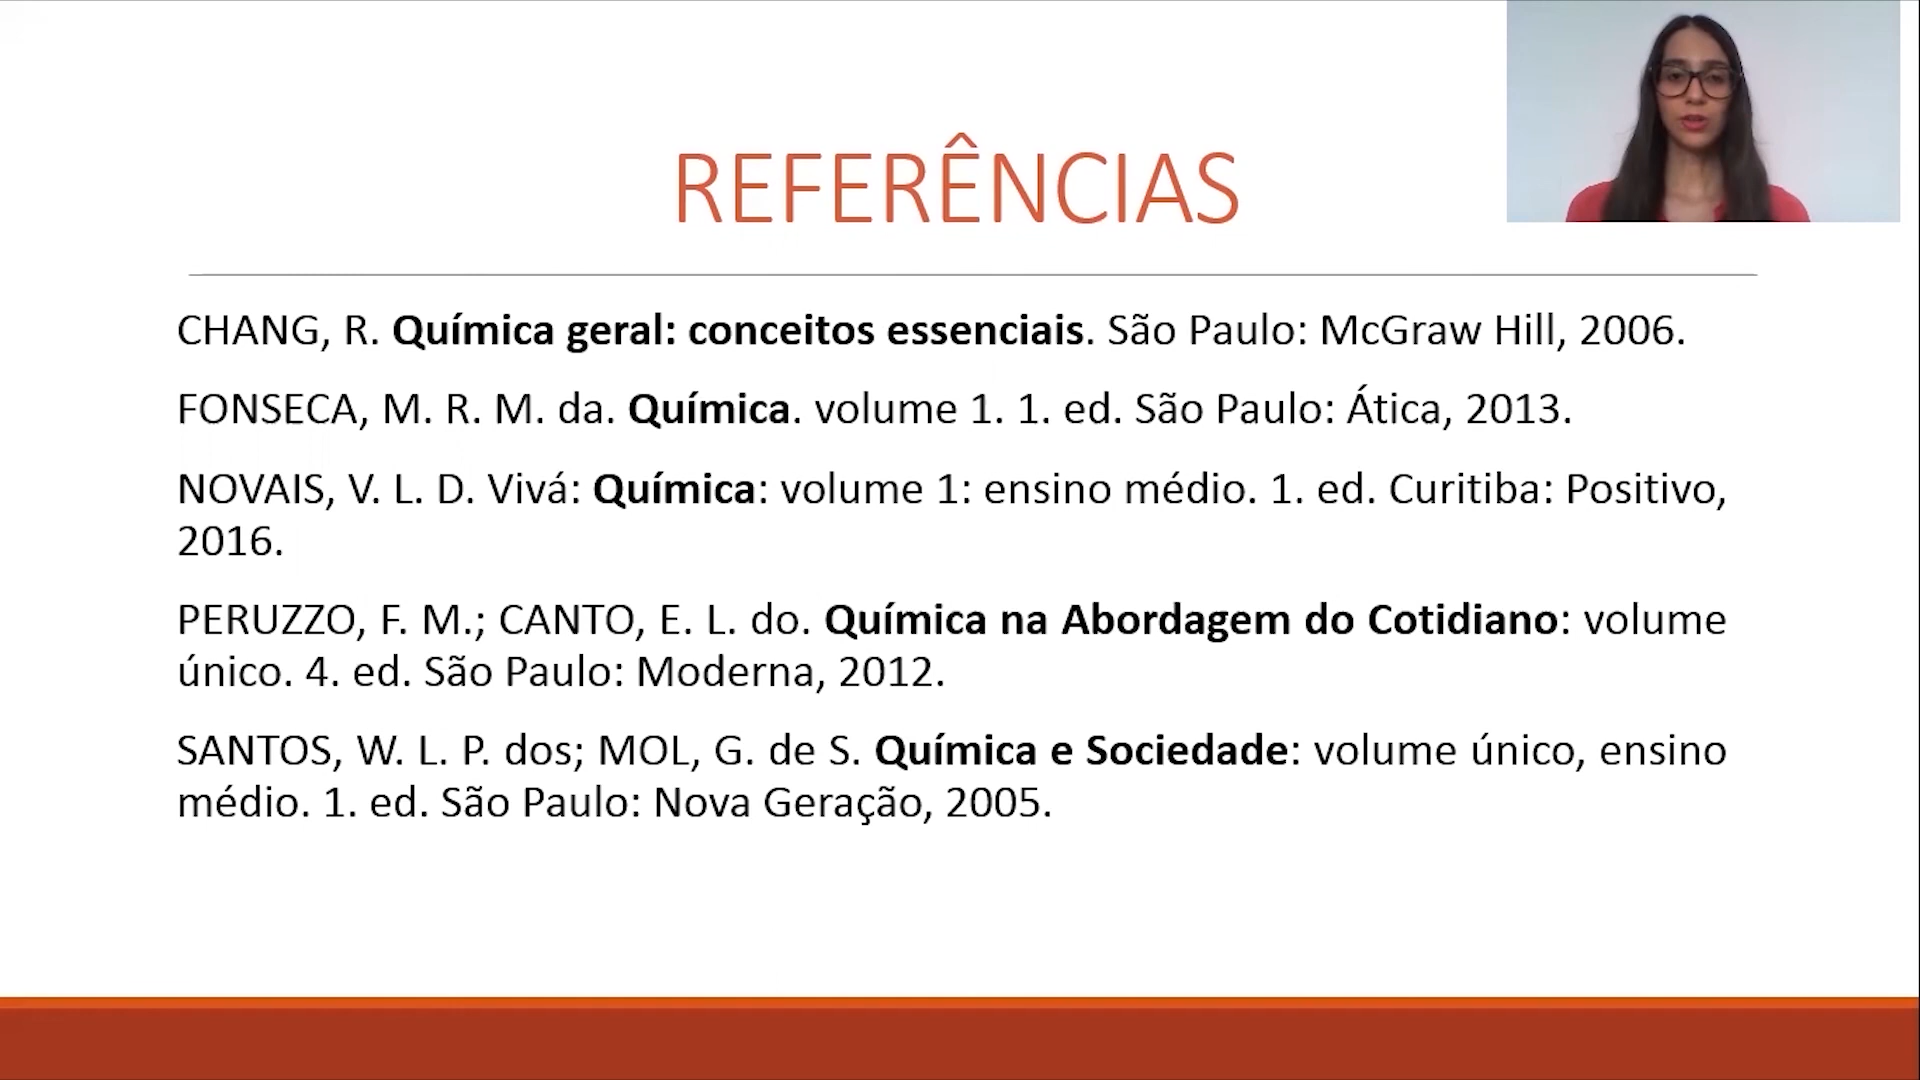 REFERÊNCIAS
CHANG, R. Química geral: conceitos essenciais. São Paulo: McGraw Hill, 2006.
FONSECA, M. R. M. da. Química. volume 1. 1. ed. São Paulo: Ática, 2013.
NOVAIS, V. L. D. Vivá: Química: volume 1: ensino médio. 1. ed. Curitiba: Positivo,
2016.
PERUZZO, F. M.; CANTO, E. L. do. Química na Abordagem do Cotidiano: volume
único. 4. ed. São Paulo: Moderna, 2012.
SANTOS, W. L. P. dos; MOL, G. de S. Química e Sociedade: volume único, ensino
médio. 1. ed. São Paulo: Nova Geração, 2005.